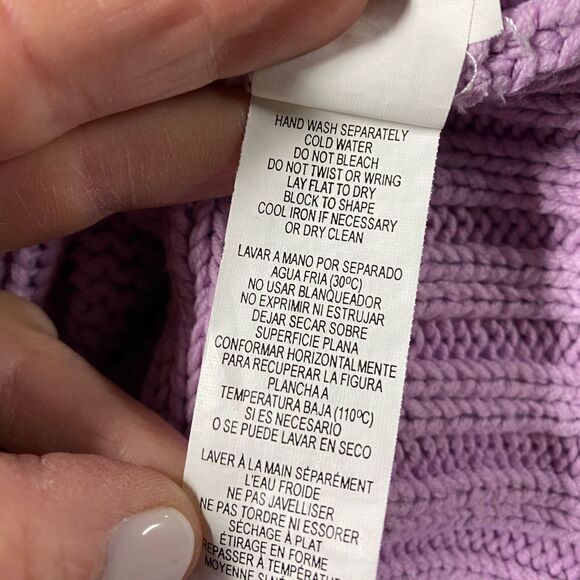 HAND WASH SEPARATELY
COLD WATER
DO NOT BLEACH
DO NOT TWIST OR WRING
LAY FLAT TO DRY
BLOCK TO SHAPE
COOL IRON IF NECESSARY
OR DRY CLEAN
LAVAR A MANO POR SEPARADO
AGUA FRIA (30ºC)
NO USAR BLANQUEADOR
NO EXPRIMIR NI ESTRUJAR
DEJAR SECAR SOBRE
SUPERFICIE PLANA
CONFORMAR HORIZONTALMENTE
PARA RECUPERAR LA FIGURA
PLANCHA A
TEMPERATURA BAJA (110ºC)
SI ES NECESARIO
O SE PUEDE LAVAR EN SECO
LAVER À LA MAIN SÉPARÉMENT
L'EAU FROIDE
NE PAS JAVELLISER
NE PAS TORDRE NI ESSORER
SÉCHAGE À PLAT
ÉTIRAGE EN FORME
REPASSER À TEMPÉRATURE
MOYENNE SI